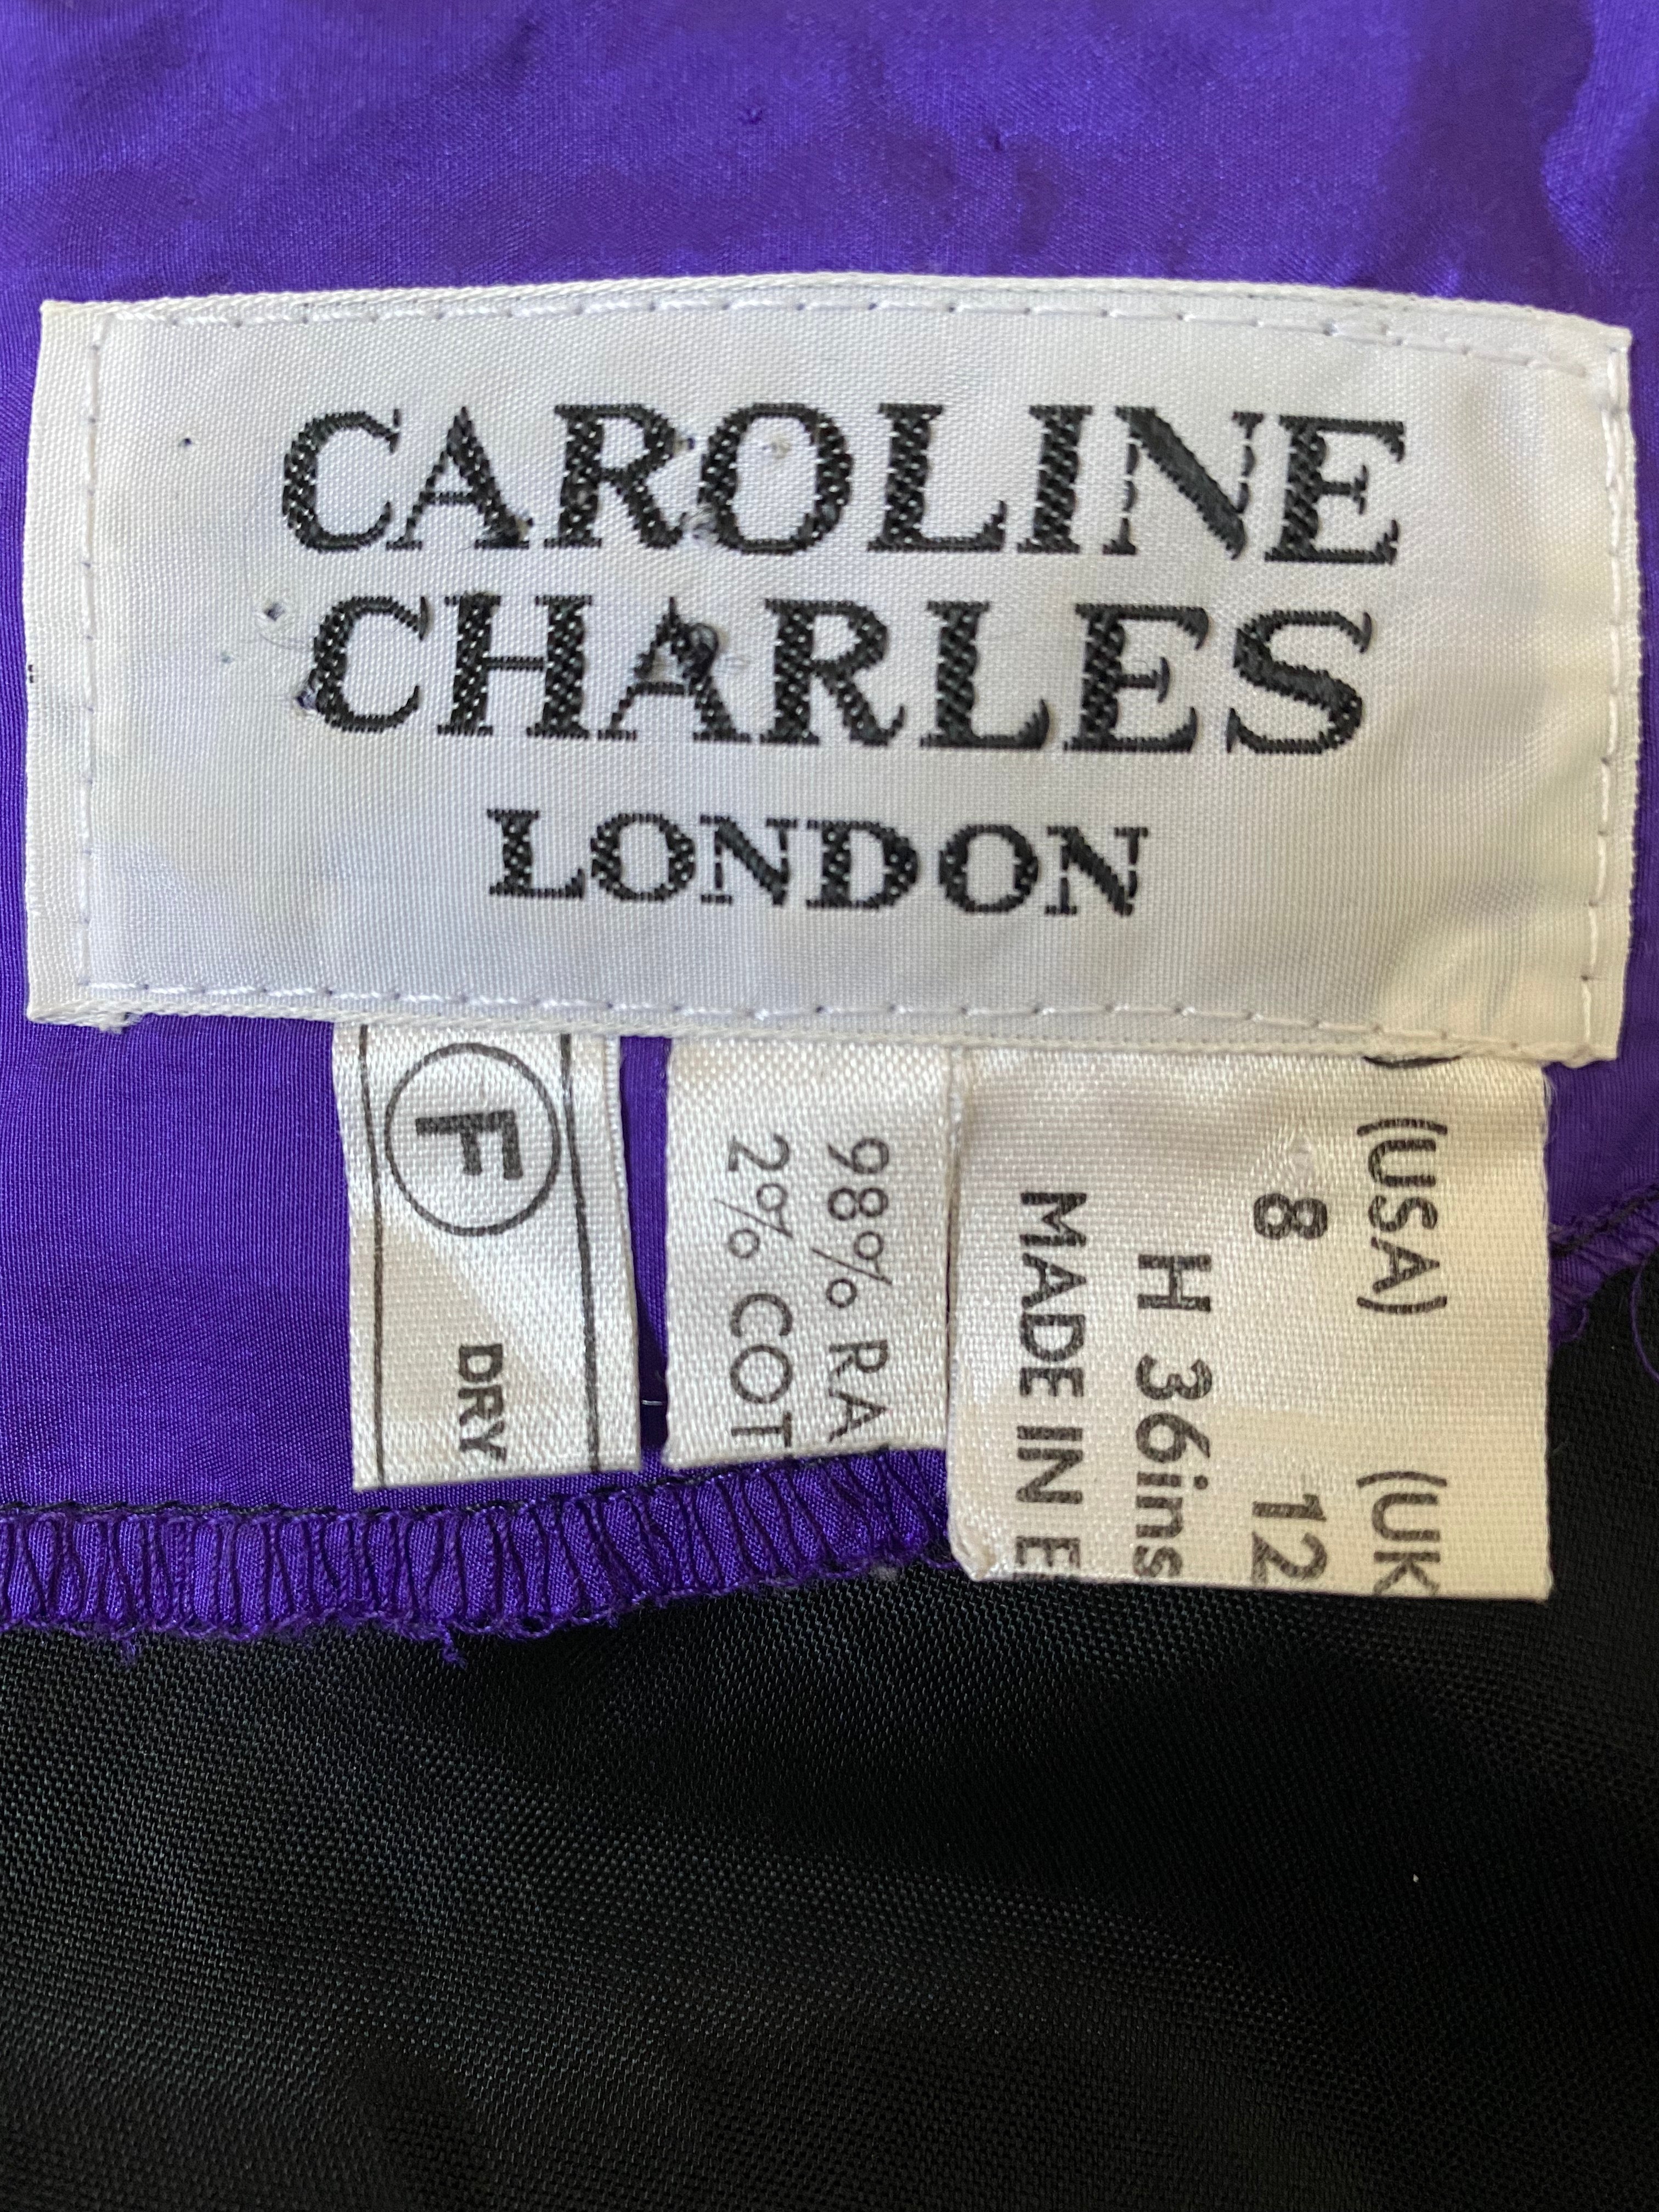 CAROLINE
CHARLES
LONDON
F
DRY
98% RA
2% COT
(USA) (UK
8 12
H 36ins
MADE IN E